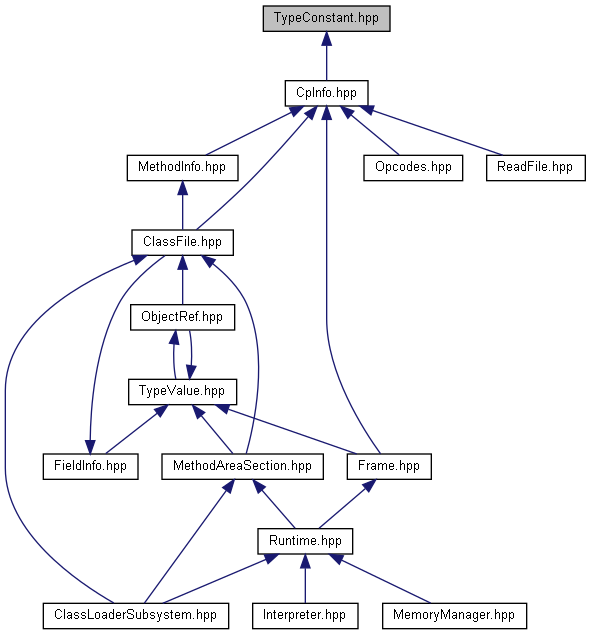 TypeConstant.hpp
CpInfo.hpp
MethodInfo.hpp
Opcodes.hpp
ReadFile.hpp
ClassFile.hpp
ObjectRef.hpp
TypeValue.hpp
FieldInfo.hpp
MethodAreaSection.hpp
Frame.hpp
Runtime.hpp
ClassLoaderSubsystem.hpp
Interpreter.hpp
MemoryManager.hpp